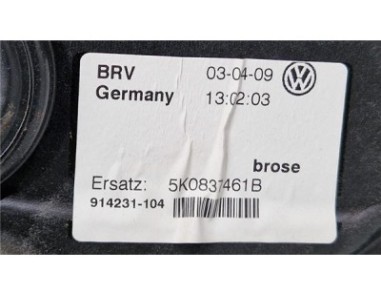 BRV 03-04-09
Germany 13:02:03
brose
Ersatz: 5K0837461B
914231-104